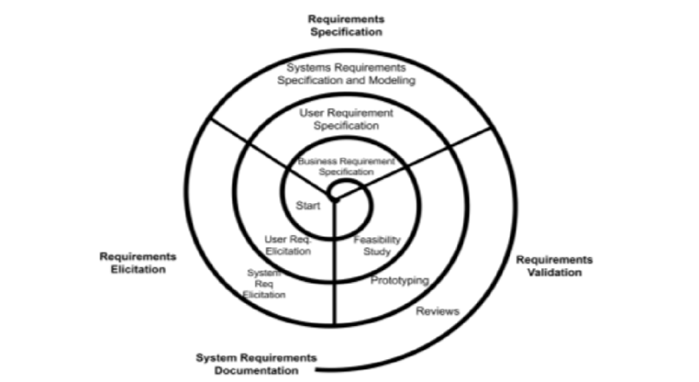 Requirements
Specification
Systems Requirements
Specification and Modeling
User Requirement
Specification
Business Requirement
Specification
Start
User Req.
Elicitation
Feasibility
Study
Requirements
Elicitation
Requirements
Validation
System
Req
Elicitation
Prototyping
Reviews
System Requirements
Documentation